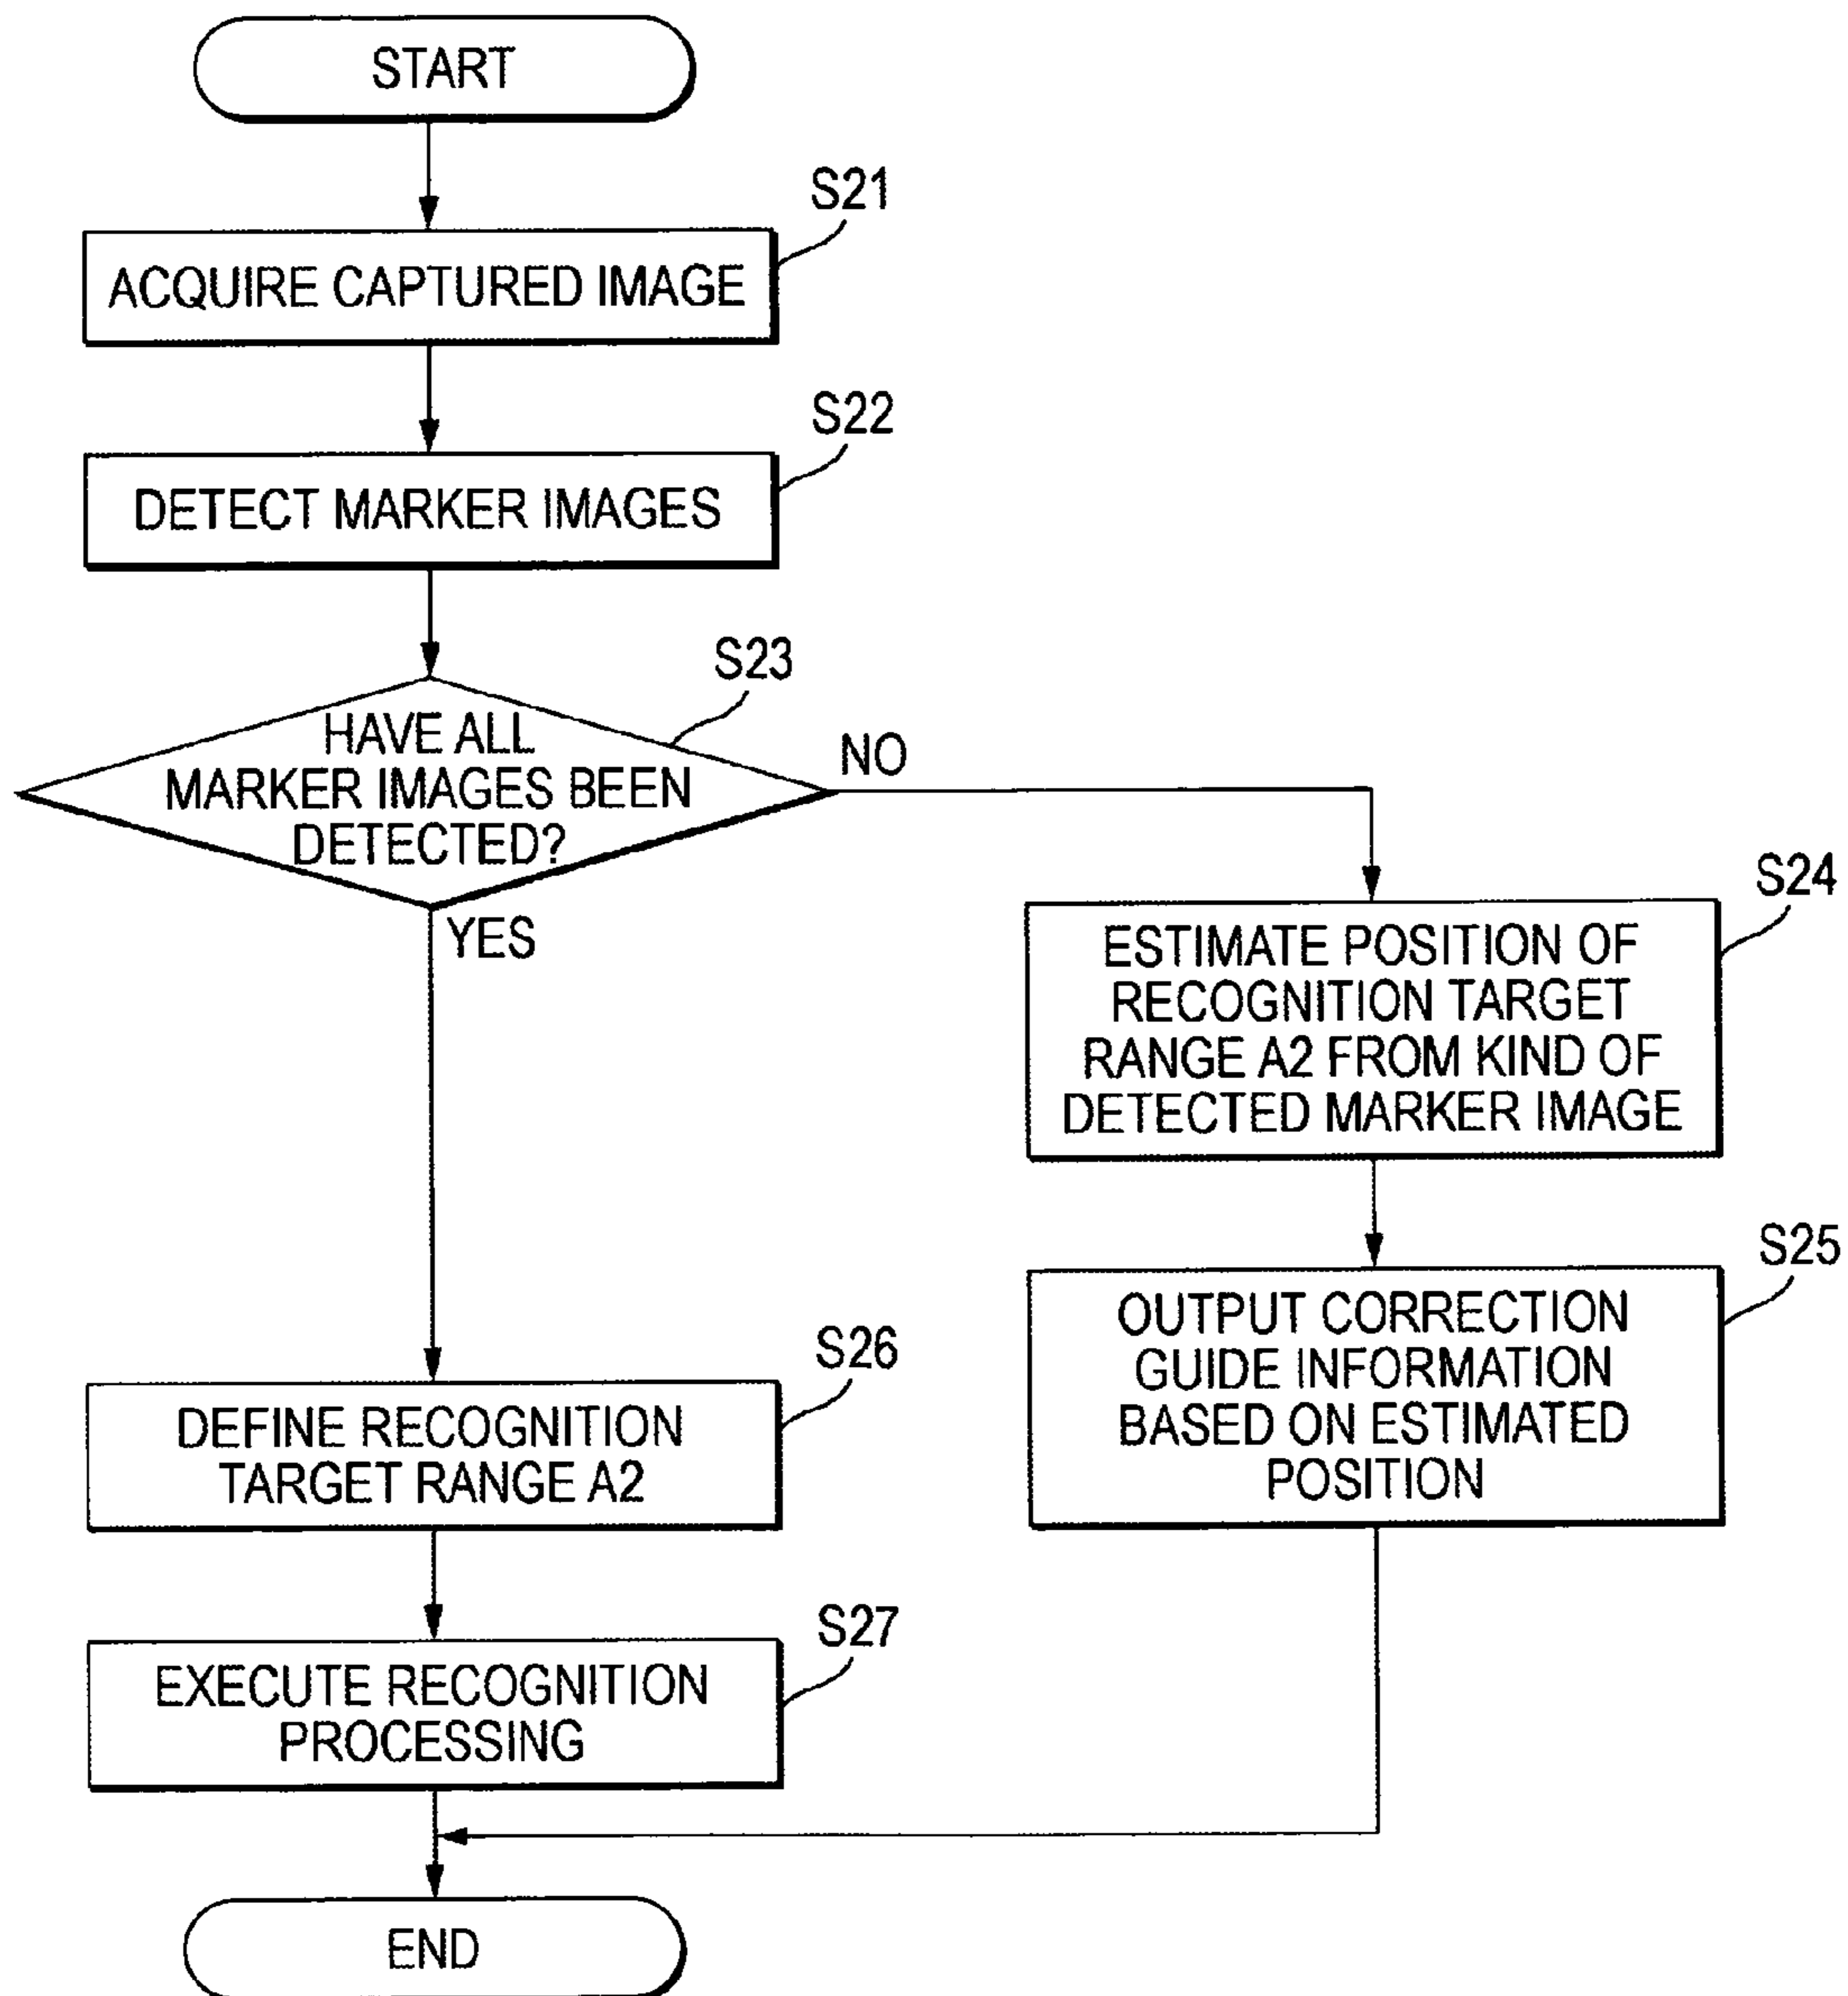 START
S21
ACQUIRE CAPTURED IMAGE
S22
DETECT MARKER IMAGES
S23
HAVE ALL
MARKER IMAGES BEEN
DETECTED?
NO
YES
S24
ESTIMATE POSITION OF
RECOGNITION TARGET
RANGE A2 FROM KIND OF
DETECTED MARKER IMAGE
S25
OUTPUT CORRECTION
GUIDE INFORMATION
BASED ON ESTIMATED
POSITION
S26
DEFINE RECOGNITION
TARGET RANGE A2
S27
EXECUTE RECOGNITION
PROCESSING
END